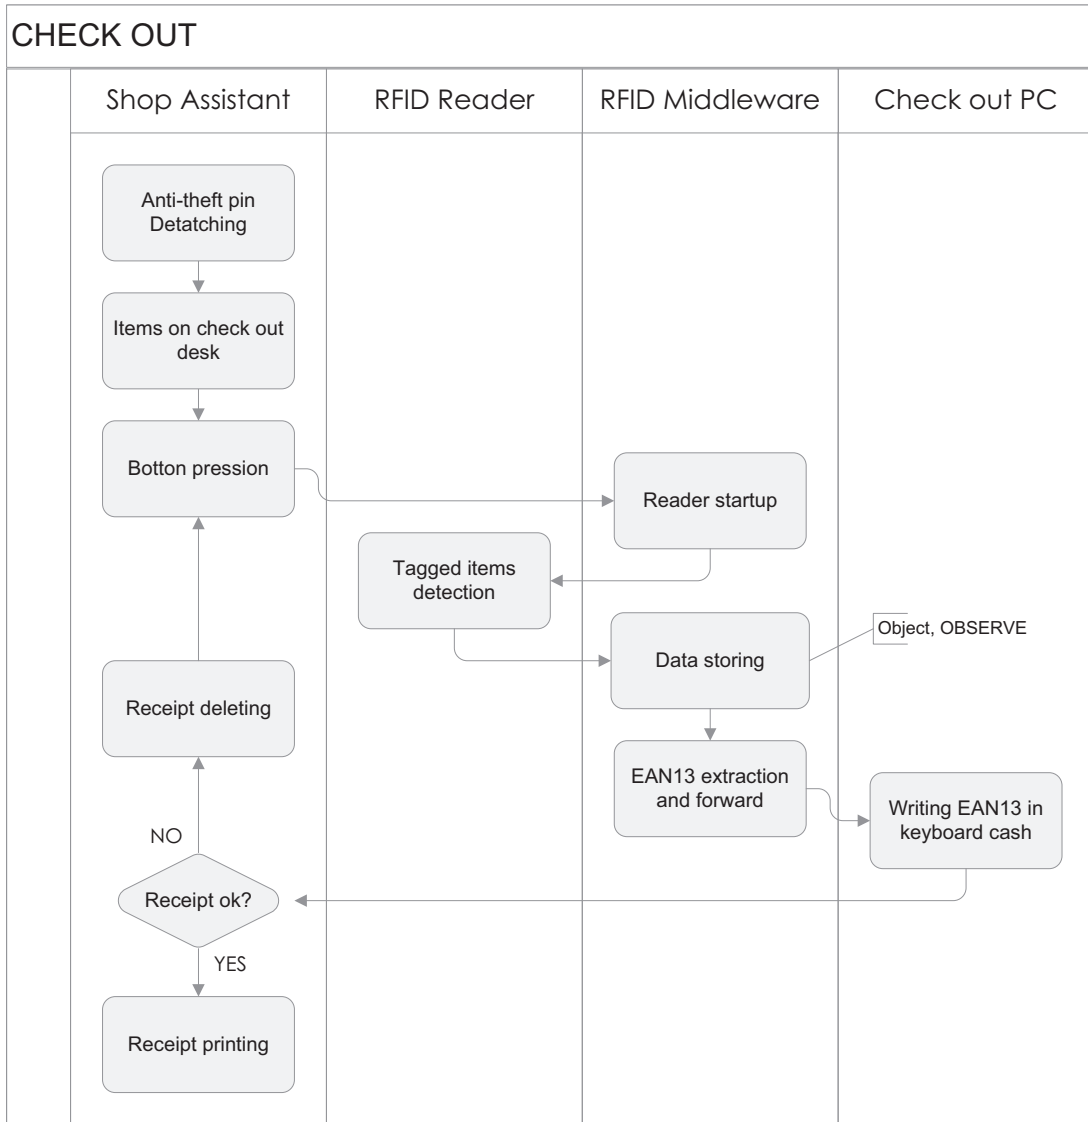 CHECK OUT
Shop Assistant
RFID Reader
RFID Middleware
Check out PC
Anti-theft pin
Detatching
Items on check out
desk
Botton pression
Reader startup
Tagged items
detection
Object, OBSERVE
Data storing
Receipt deleting
EAN13 extraction
and forward
Writing EAN13 in
keyboard cash
NO
Receipt ok?
YES
Receipt printing